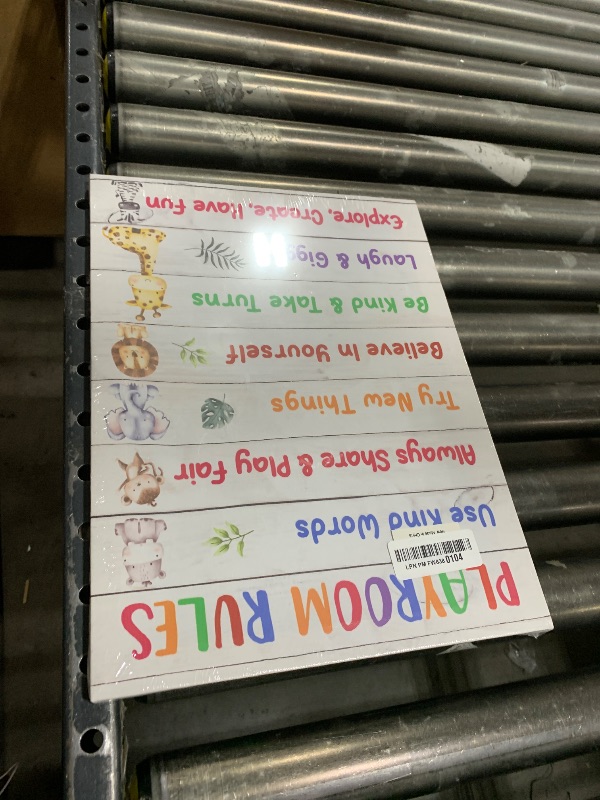 PLAYROOM RULES
Use Kind Words
Always Share & Play Fair
Try New Things
Believe In Yourself
Be Kind & Take Turns
Laugh &
Explore, Create, Have Fun
0104